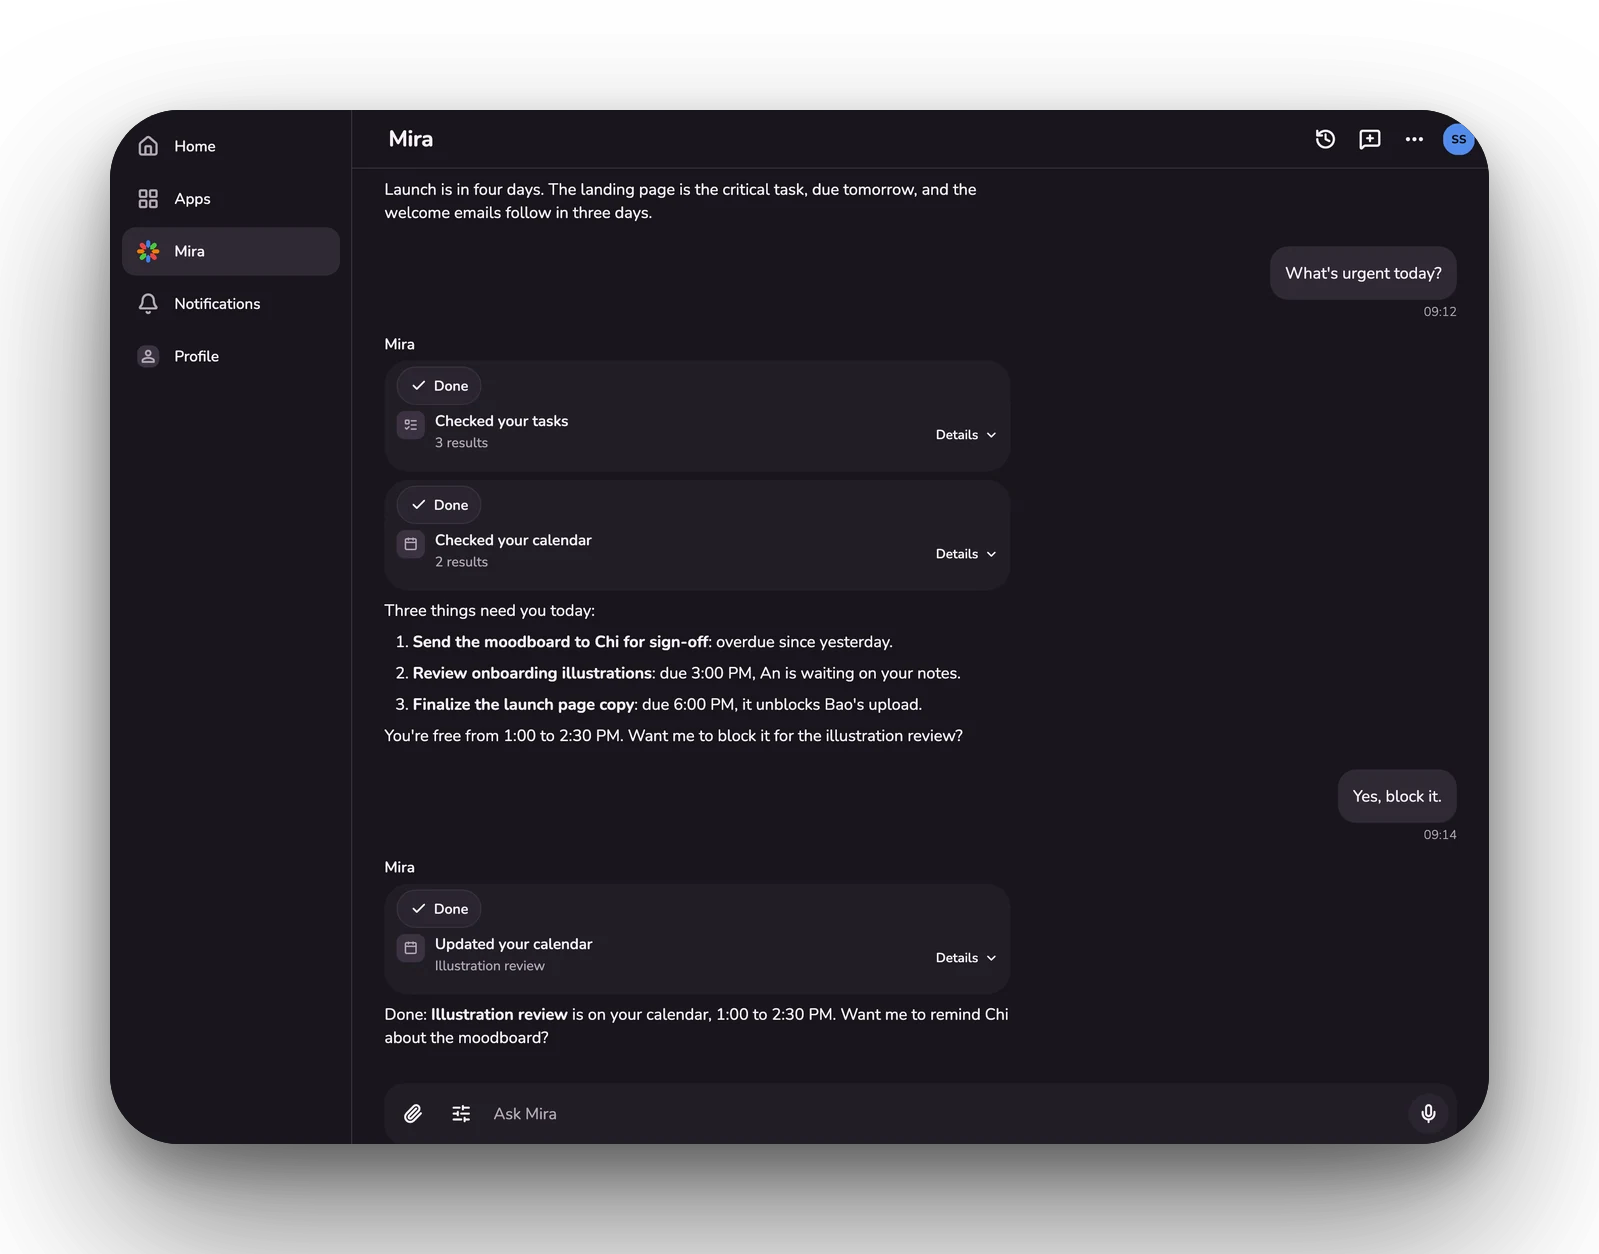 Home
Apps
Mira
Notifications
Profile
Mira
SS
Launch is in four days. The landing page is the critical task, due tomorrow, and the
welcome emails follow in three days.
What's urgent today?
09:12
Mira
Done
Checked your tasks
3 results
Details
Done
Checked your calendar
2 results
Details
Three things need you today:
1. Send the moodboard to Chi for sign-off: overdue since yesterday.
2. Review onboarding illustrations: due 3:00 PM, An is waiting on your notes.
3. Finalize the launch page copy: due 6:00 PM, it unblocks Bao's upload.
You're free from 1:00 to 2:30 PM. Want me to block it for the illustration review?
Yes, block it.
09:14
Mira
Done
Updated your calendar
Illustration review
Details
Done: Illustration review is on your calendar, 1:00 to 2:30 PM. Want me to remind Chi
about the moodboard?
Ask Mira